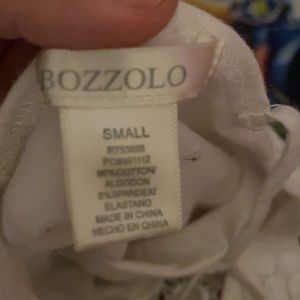 BOZZOLO
SMALL
95%COTTON/
ALGODON
5%SPANDEX/
ELASTANO
MADE IN CHINA
HECHO EN CHINA